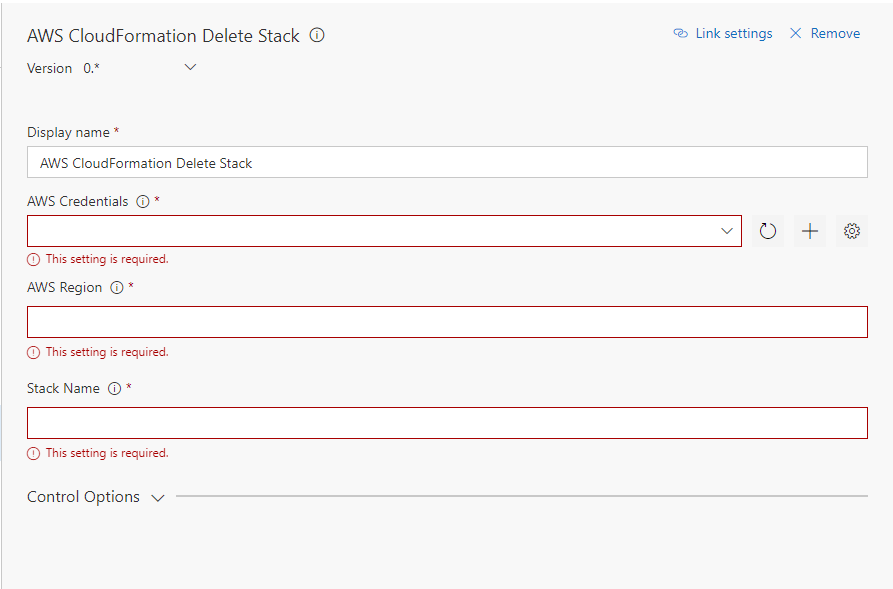 AWS CloudFormation Delete Stack
Link settings
Remove
Version 0.*
Display name *
AWS CloudFormation Delete Stack
AWS Credentials *
This setting is required.
AWS Region *
This setting is required.
Stack Name *
This setting is required.
Control Options